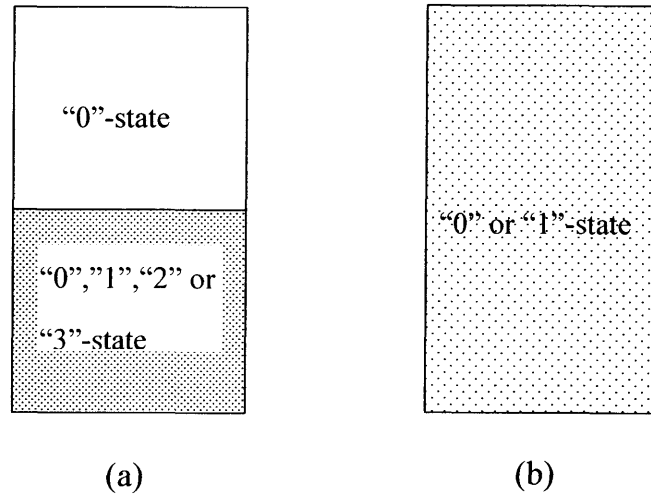 “0”-state
“0”,”1”,“2” or
“3”-state
“0” or “1”-state
(a)
(b)